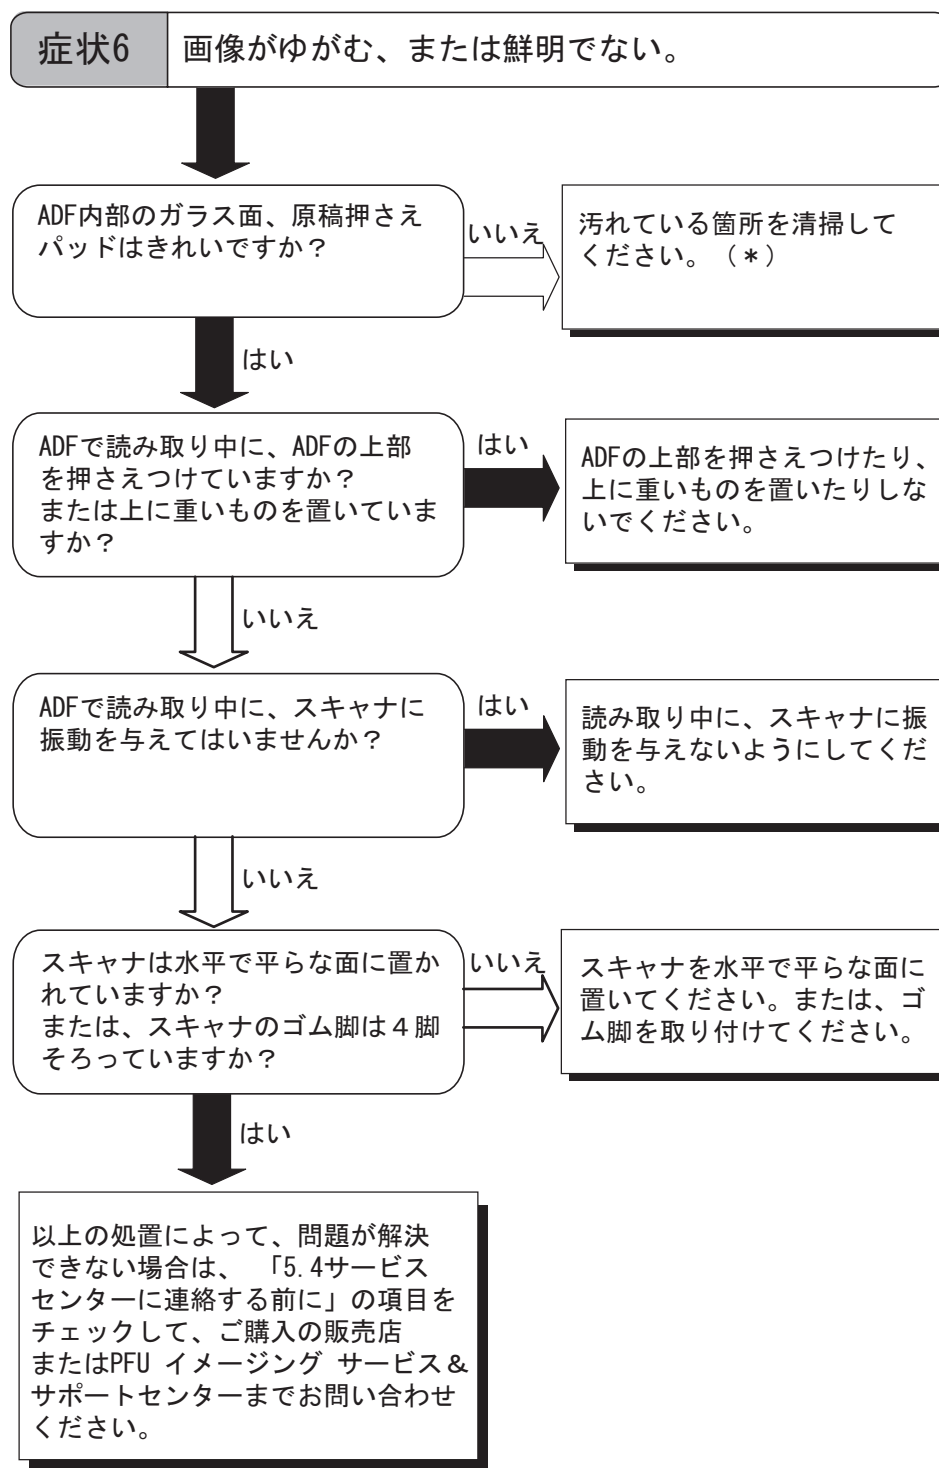 症状6 画像がゆがむ、または鮮明でない。
ADF内部のガラス面、原稿押さえ
パッドはきれいですか？
いいえ
汚れている箇所を清掃して
ください。（＊）
はい
ADFで読み取り中に、ADFの上部
を押さえつけていますか？
または上に重いものを置いていま
すか？
はい
ADFの上部を押さえつけたり、
上に重いものを置いたりしな
いでください。
いいえ
ADFで読み取り中に、スキャナに
振動を与えてはいませんか？
はい
読み取り中に、スキャナに振
動を与えないようにしてくだ
さい。
いいえ
スキャナは水平で平らな面に置か
れていますか？
または、スキャナのゴム脚は４脚
そろっていますか？
いいえ
スキャナを水平で平らな面に
置いてください。または、ゴ
ム脚を取り付けてください。
はい
以上の処置によって、問題が解決
できない場合は、 「5.4サービス
センターに連絡する前に」の項目を
チェックして、ご購入の販売店
またはPFU イメージング サービス＆
サポートセンターまでお問い合わせ
ください。